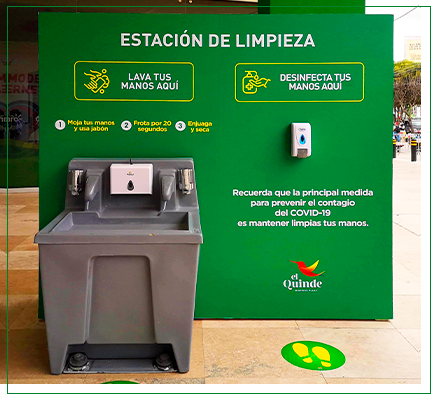 ESTACIÓN DE LIMPIEZA
LAVA TUS
MANOS AQUÍ
DESINFECTA TUS
MANOS AQUÍ
1 Moja tus manos
y usa jabón
2 Frota por 20
segundos
3 Enjuaga
y seca
Recuerda que la principal medida
para prevenir el contagio
del COVID-19
es mantener limpias tus manos.
el
Quinde